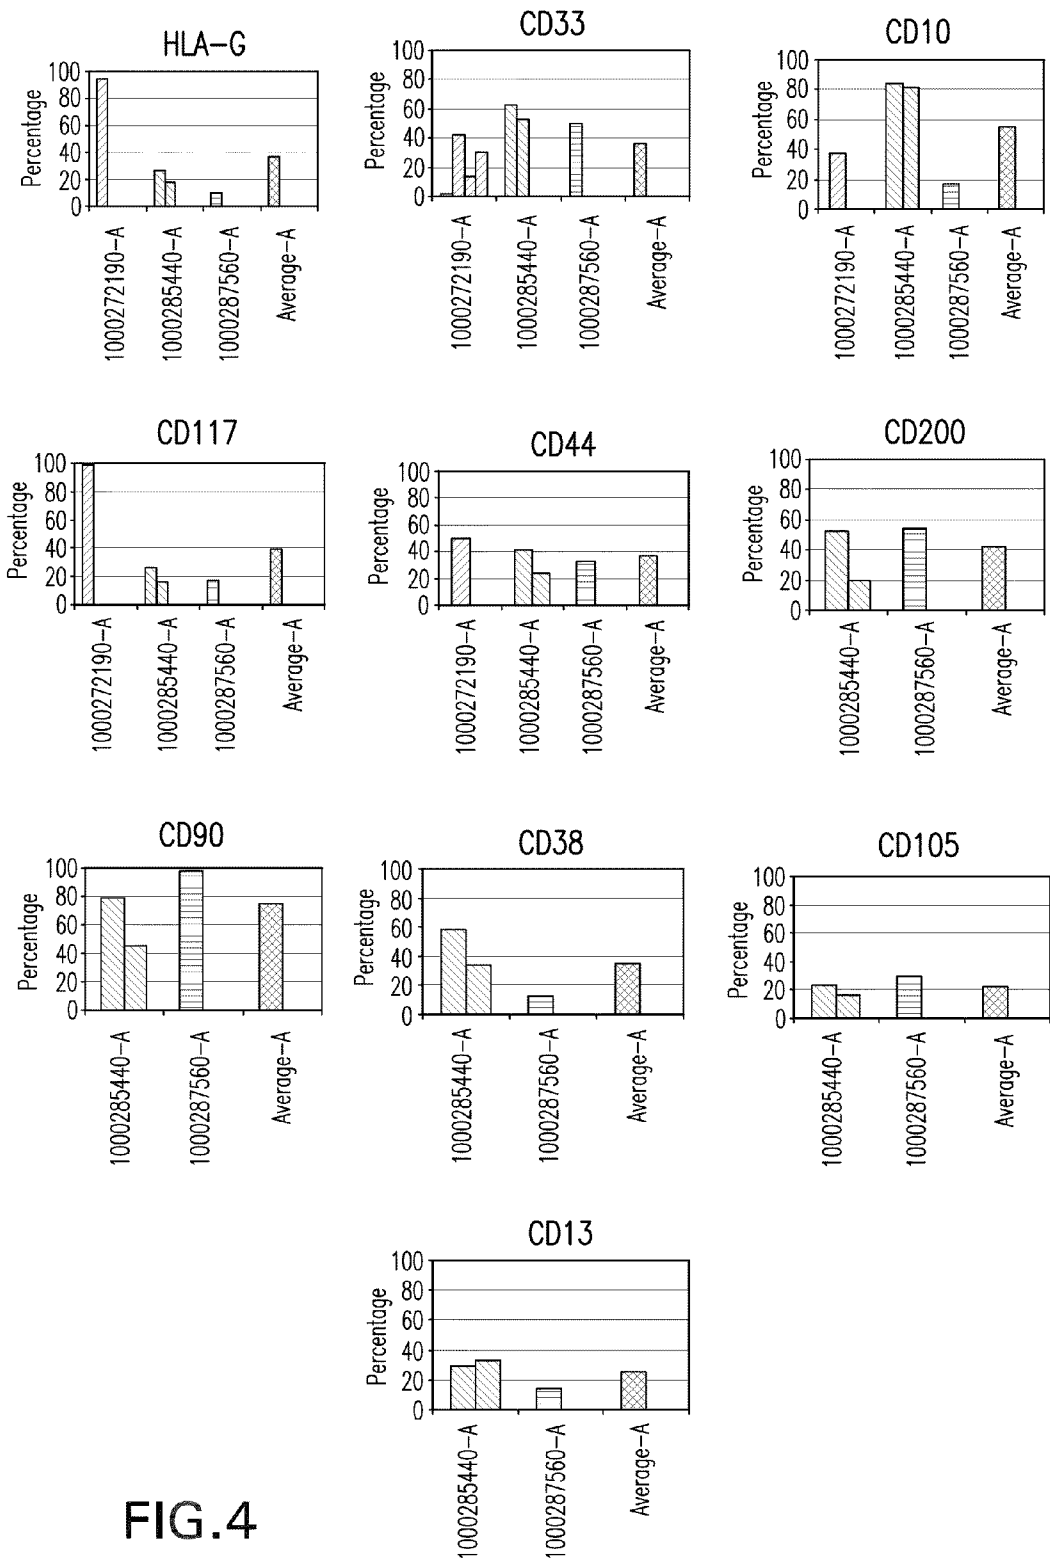 HLA-G
Percentage
100
80
60
40
20
0
1000272190-A
1000285440-A
1000287560-A
Average-A
CD33
Percentage
100
80
60
40
20
0
1000272190-A
1000285440-A
1000287560-A
Average-A
CD10
Percentage
100
80
60
40
20
0
1000272190-A
1000285440-A
1000287560-A
Average-A
CD117
Percentage
100
80
60
40
20
0
1000272190-A
1000285440-A
1000287560-A
Average-A
CD44
Percentage
100
80
60
40
20
0
1000272190-A
1000285440-A
1000287560-A
Average-A
CD200
Percentage
100
80
60
40
20
0
1000285440-A
1000287560-A
Average-A
CD90
Percentage
100
80
60
40
20
0
1000285440-A
1000287560-A
Average-A
CD38
Percentage
100
80
60
40
20
0
1000285440-A
1000287560-A
Average-A
CD105
Percentage
100
80
60
40
20
0
1000285440-A
1000287560-A
Average-A
CD13
Percentage
100
80
60
40
20
0
1000285440-A
1000287560-A
Average-A
FIG.4